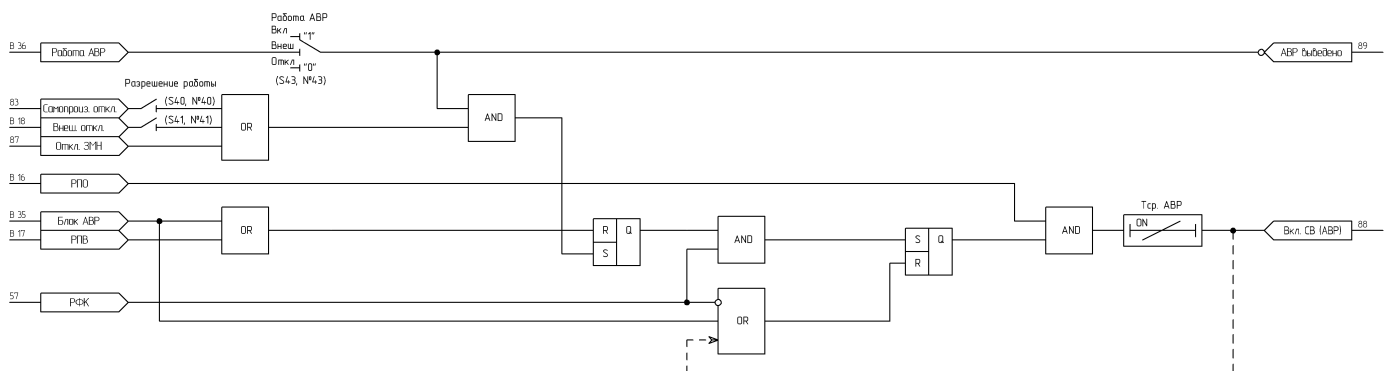 Работа АВР
Вкл "1"
В 36 Работа АВР Внеш АВР выведено 89
Откл "0"
(S43, №43)
Разрешение работы
83 Самопроиз. откл. (S40, №40)
В 18 Внеш. откл. (S41, №41)
87 Откл. ЗМН
OR
AND
В 16 РПО
В 35 Блок АВР
В 17 РПВ
OR
R Q
S
AND
S Q
R
AND
Тср. АВР
ON
Вкл. СВ (АВР) 88
57 РФК
OR